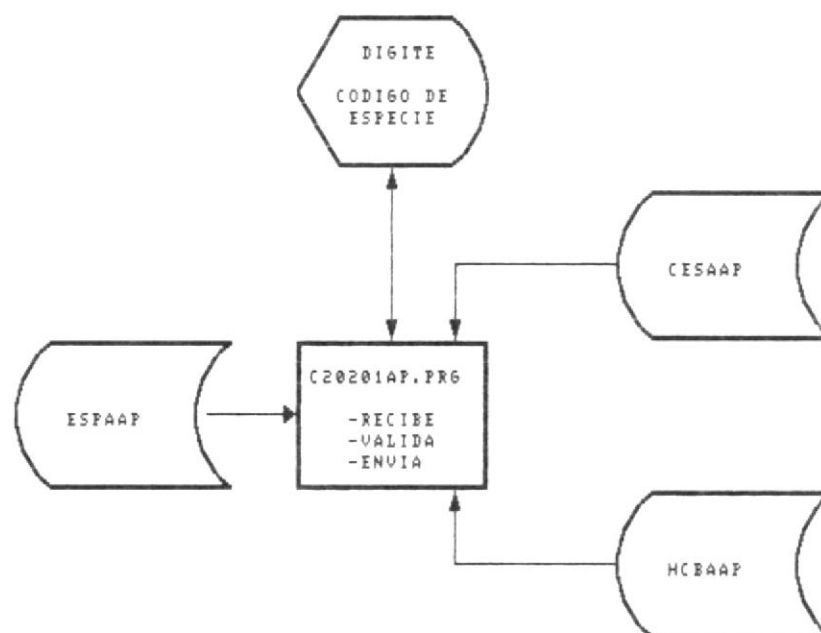 DIGITE
CODIGO DE
ESPECIE
CESAAP
C20201AP.PRG
ESPAAP
-RECIBE
-VALIDA
-ENVIA
HCBAAP